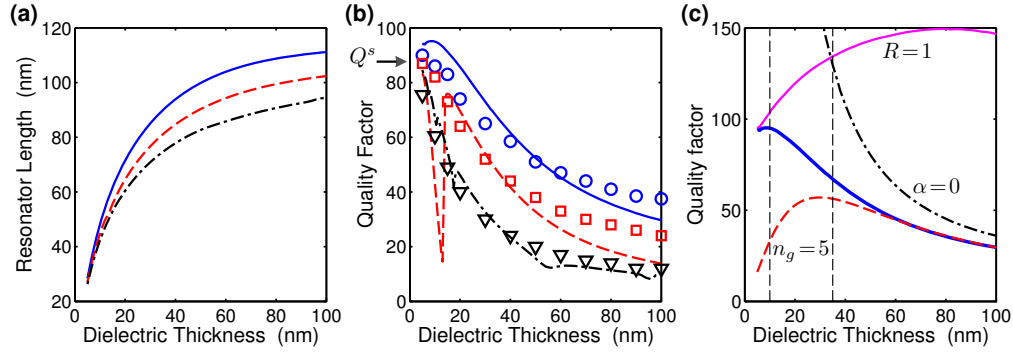 (a)
120
100
80
60
40
20
0
20
40
60
80
100
Resonator Length (nm)
Dielectric Thickness (nm)
(b)
Q^s
100
80
60
40
20
0
0
20
40
60
80
100
Quality Factor
Dielectric Thickness (nm)
(c)
150
100
50
0
0
20
40
60
80
100
Quality factor
R=1
α=0
n_g=5
Dielectric Thickness (nm)